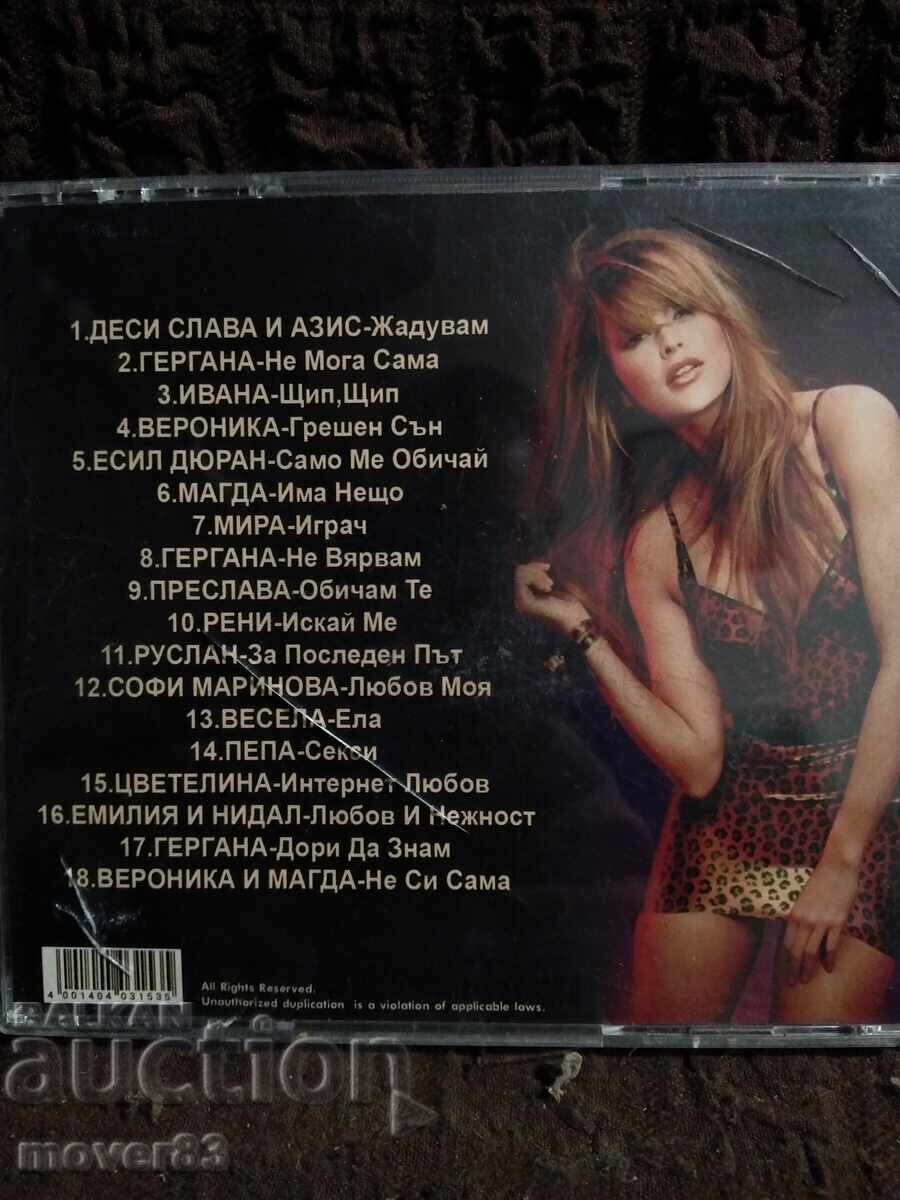 1.ДЕСИ СЛАВА И АЗИС-Жадувам
2.ГЕРГАНА-Не Мога Сама
3.ИВАНА-Щип,Щип
4.ВЕРОНИКА-Грешен Сън
5.ЕСИЛ ДЮРАН-Само Ме Обичай
6.МАГДА-Има Нещо
7.МИРА-Играч
8.ГЕРГАНА-Не Вярвам
9.ПРЕСЛАВА-Обичам Те
10.РЕНИ-Искай Ме
11.РУСЛАН-За Последен Път
12.СОФИ МАРИНОВА-Любов Моя
13.ВЕСЕЛА-Ела
14.ПЕПА-Секси
15.ЦВЕТЕЛИНА-Интернет Любов
16.ЕМИЛИЯ И НИДАЛ-Любов И Нежност
17.ГЕРГАНА-Дори Да Знам
18.ВЕРОНИКА И МАГДА-Не Си Сама
4 001404 031535
All Rights Reserved.
Unauthorized duplication is a violation of applicable laws.
BALKAN
auction
mover83